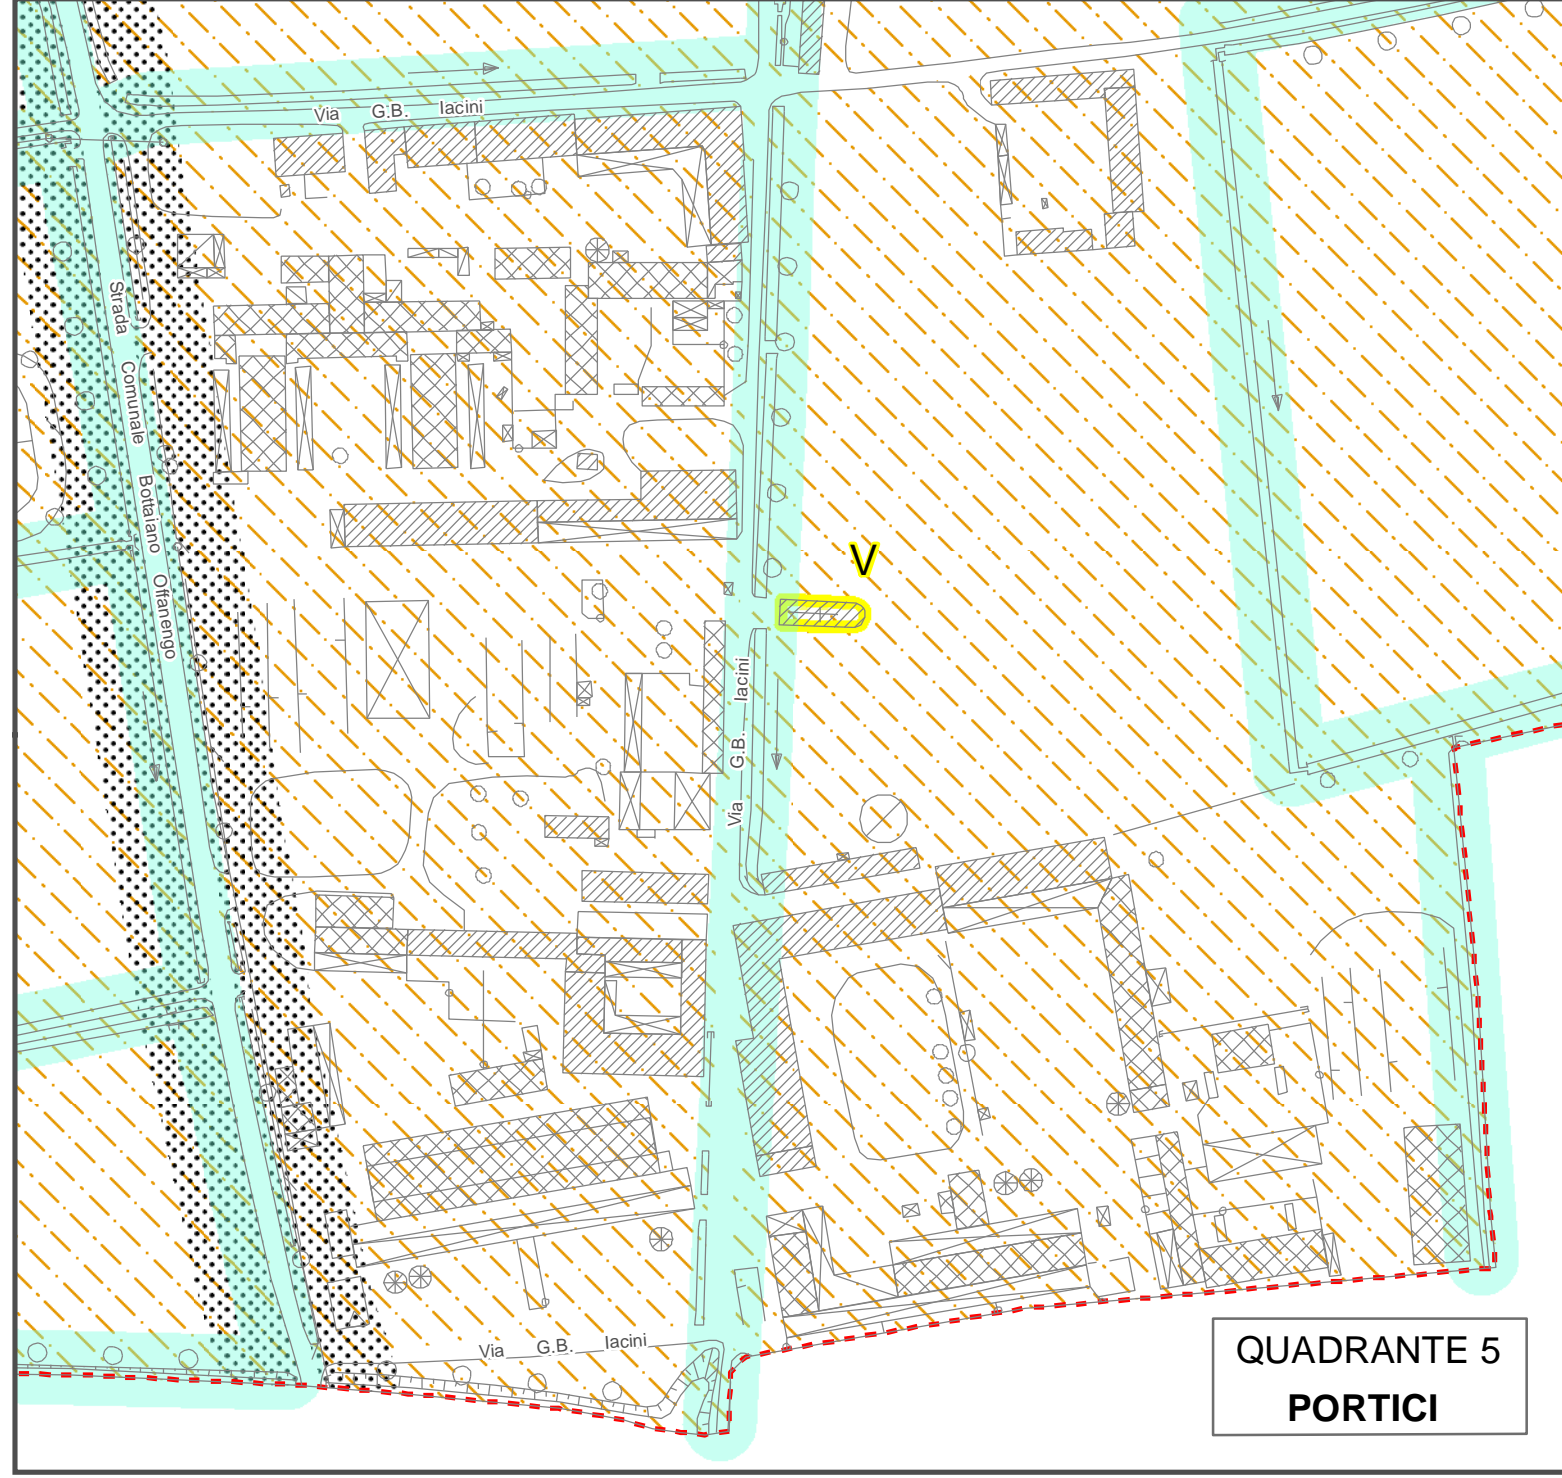 Via G.B. Iacini
Strada Comunale Bottaiano Offanengo
V
Via G.B. Iacini
Via G.B. Iacini
QUADRANTE 5
PORTICI